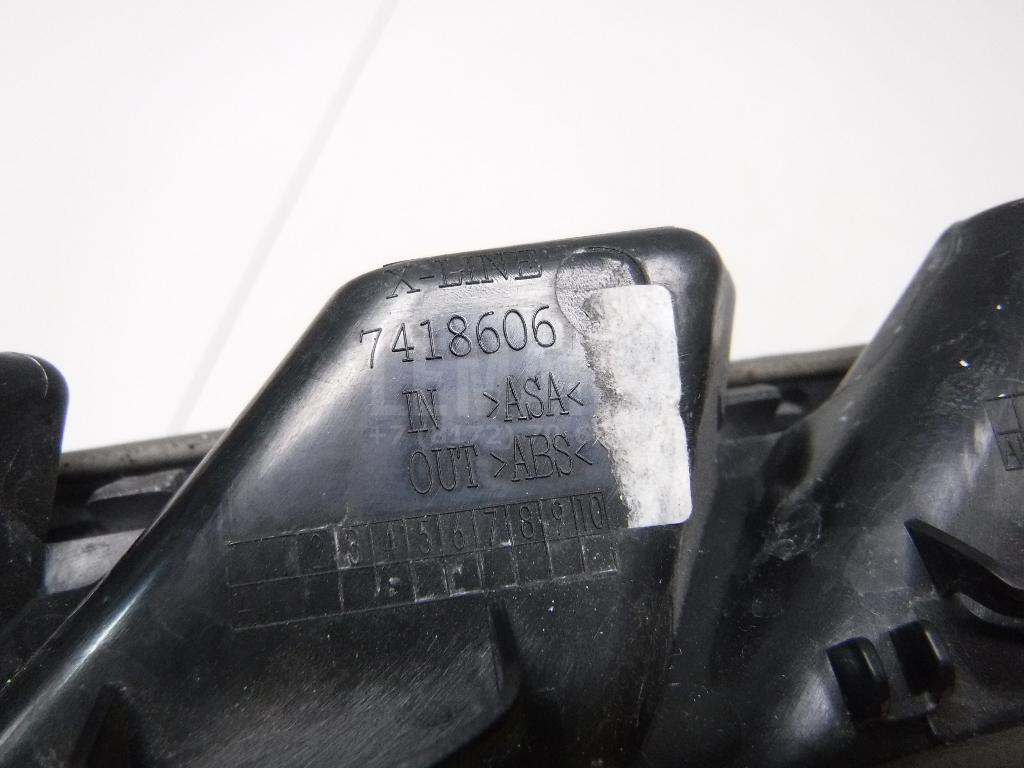 X-LINE
7418606
IN >ASA<
OUT >ABS<
2 3 4 5 6 7 8 9 10